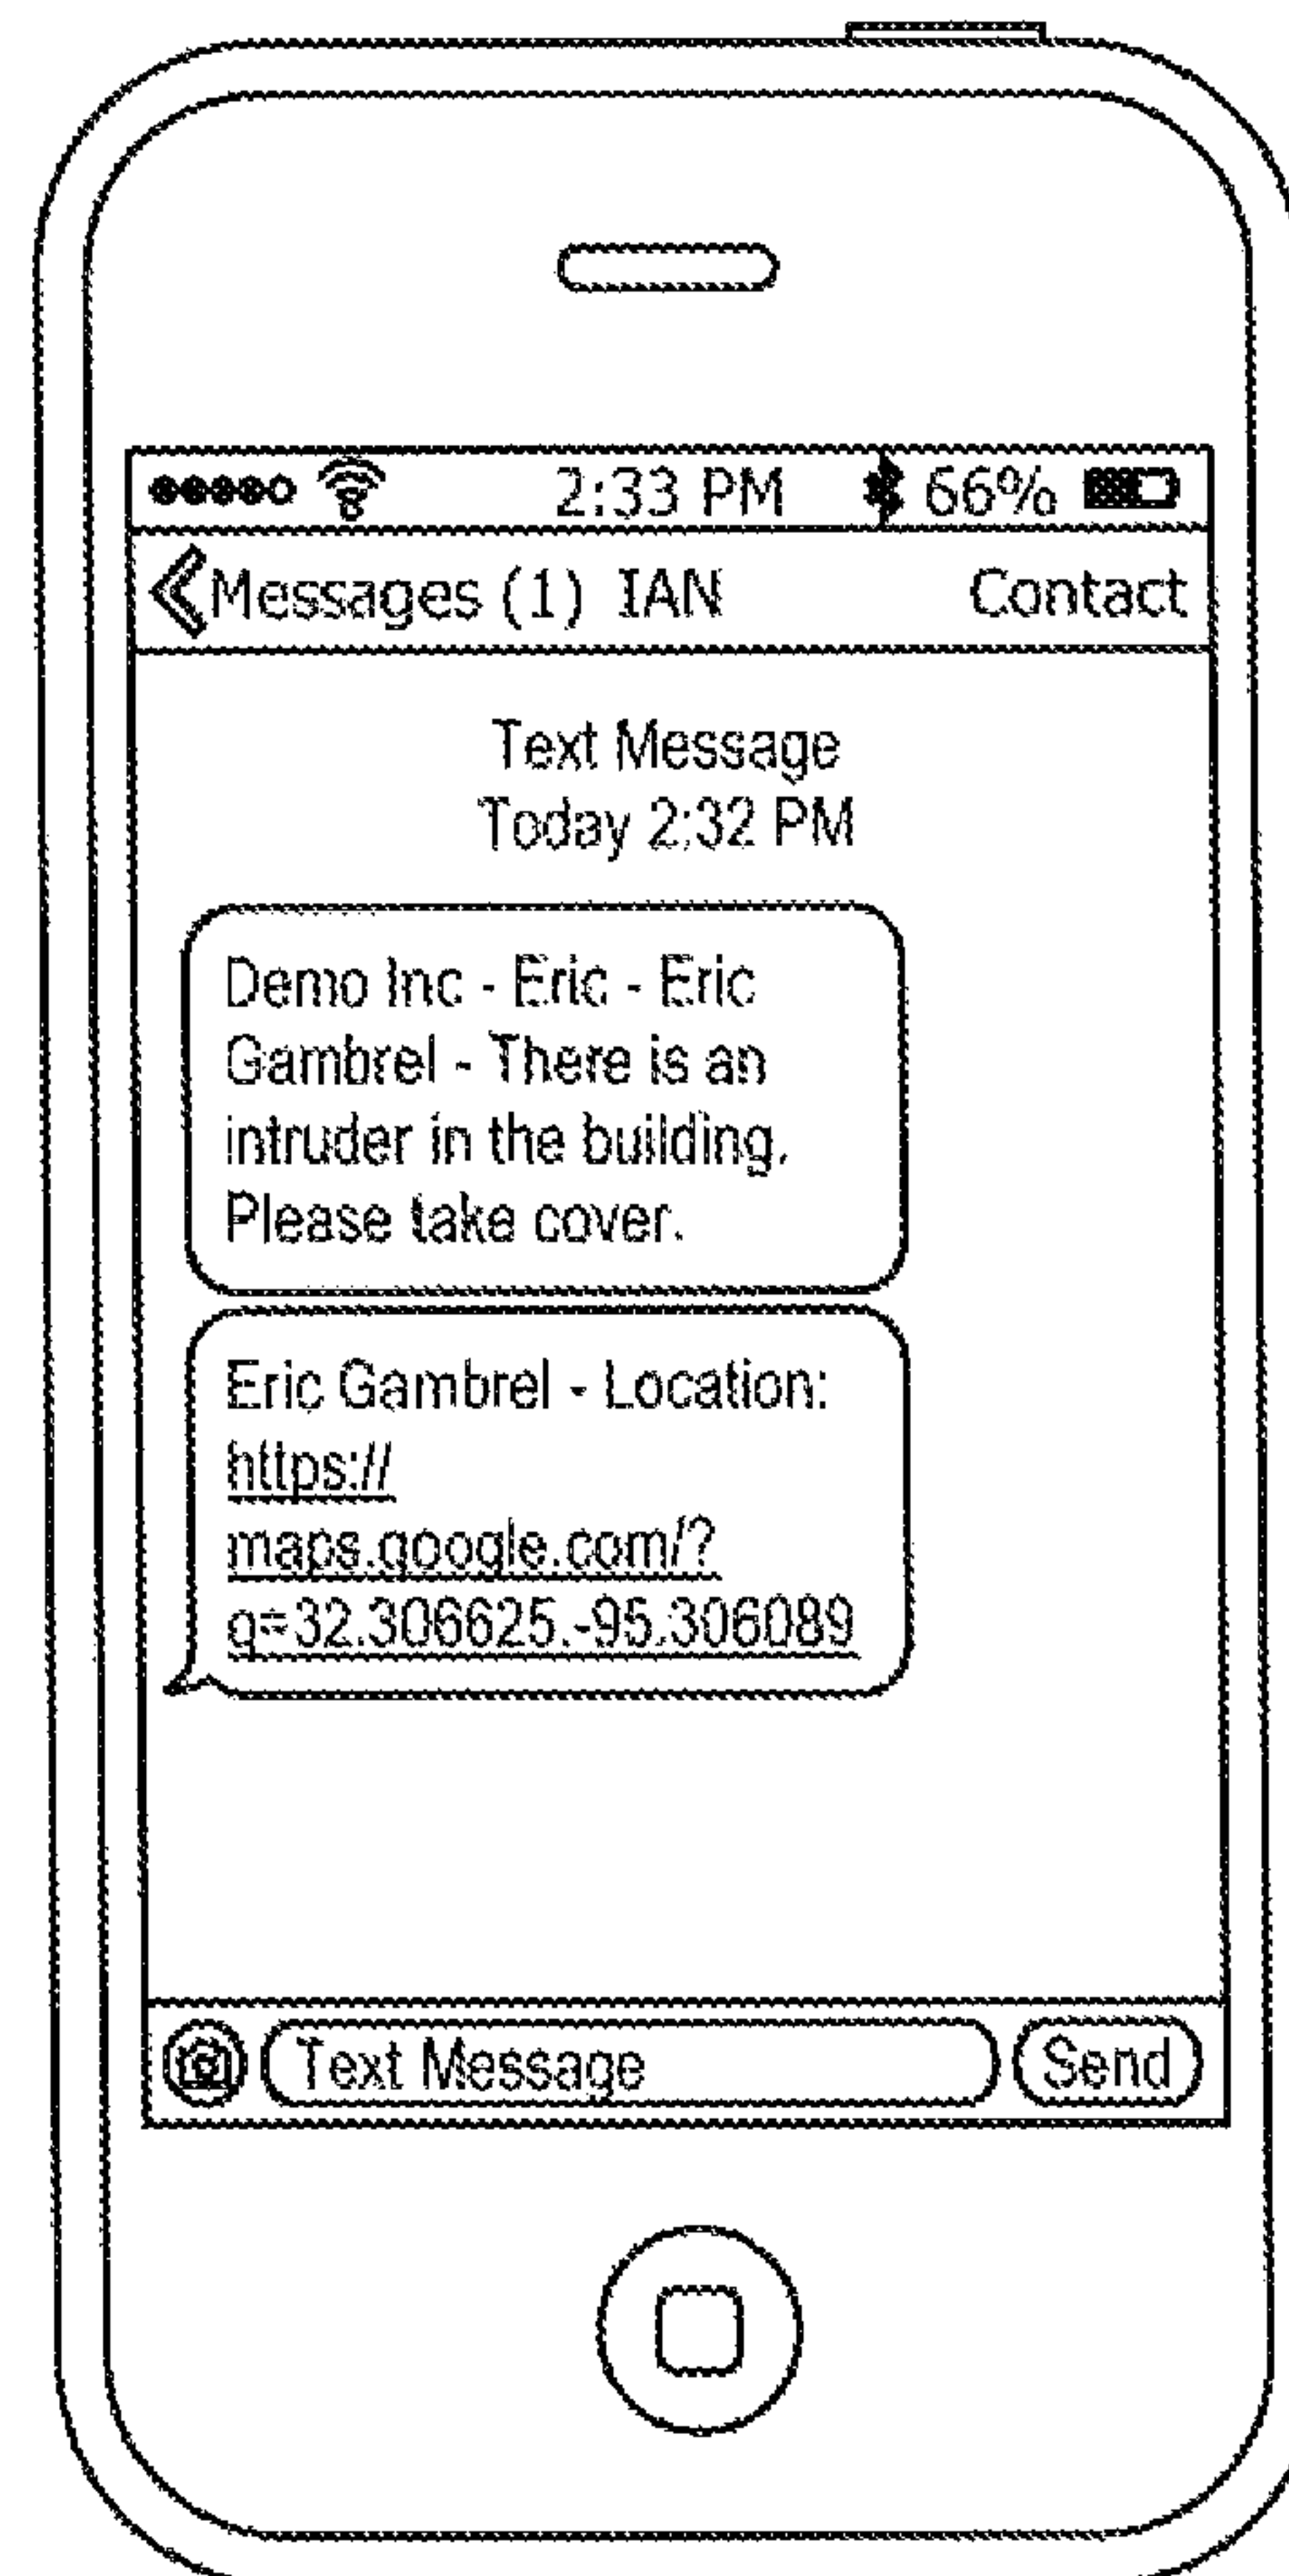 2:33 PM 66%
Messages (1) IAN Contact
Text Message
Today 2:32 PM
Demo Inc - Eric - Eric
Gambrel - There is an
intruder in the building.
Please take cover.
Eric Gambrel - Location:
https://
maps.google.com/?
q=32.306625.-95.306089
Text Message Send